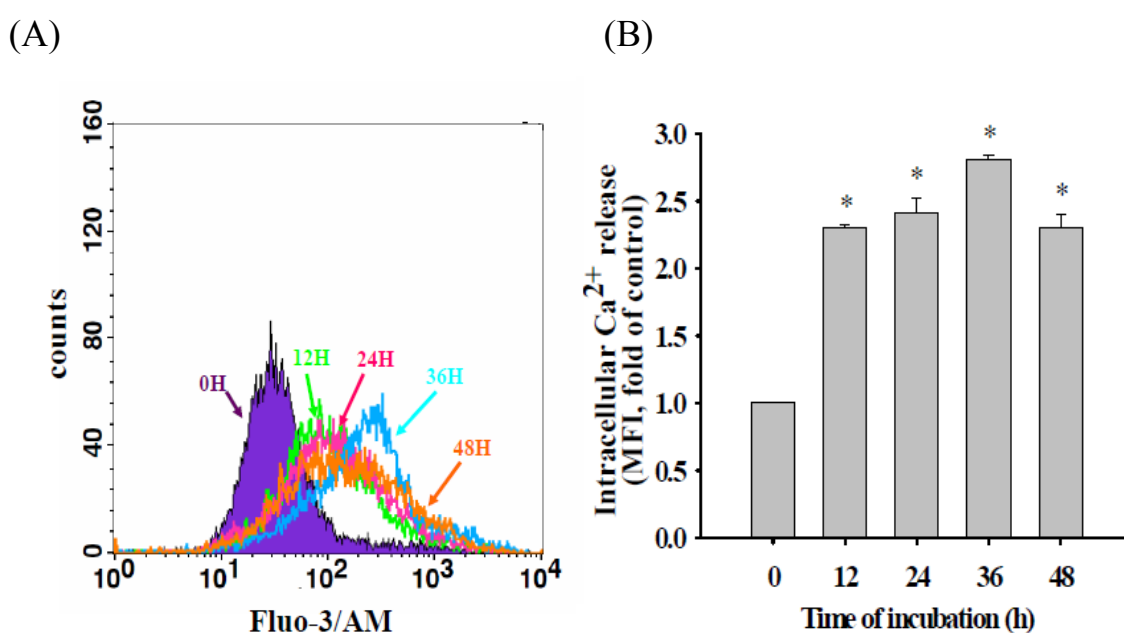 (A)
(B)
160
120
80
40
0
counts
0H
12H
24H
36H
48H
10^0
10^1
10^2
10^3
10^4
Fluo-3/AM
Intracellular Ca2+ release
(MFI, fold of control)
3.0
2.5
2.0
1.5
1.0
0.5
0.0
*
*
*
*
0
12
24
36
48
Time of incubation (h)